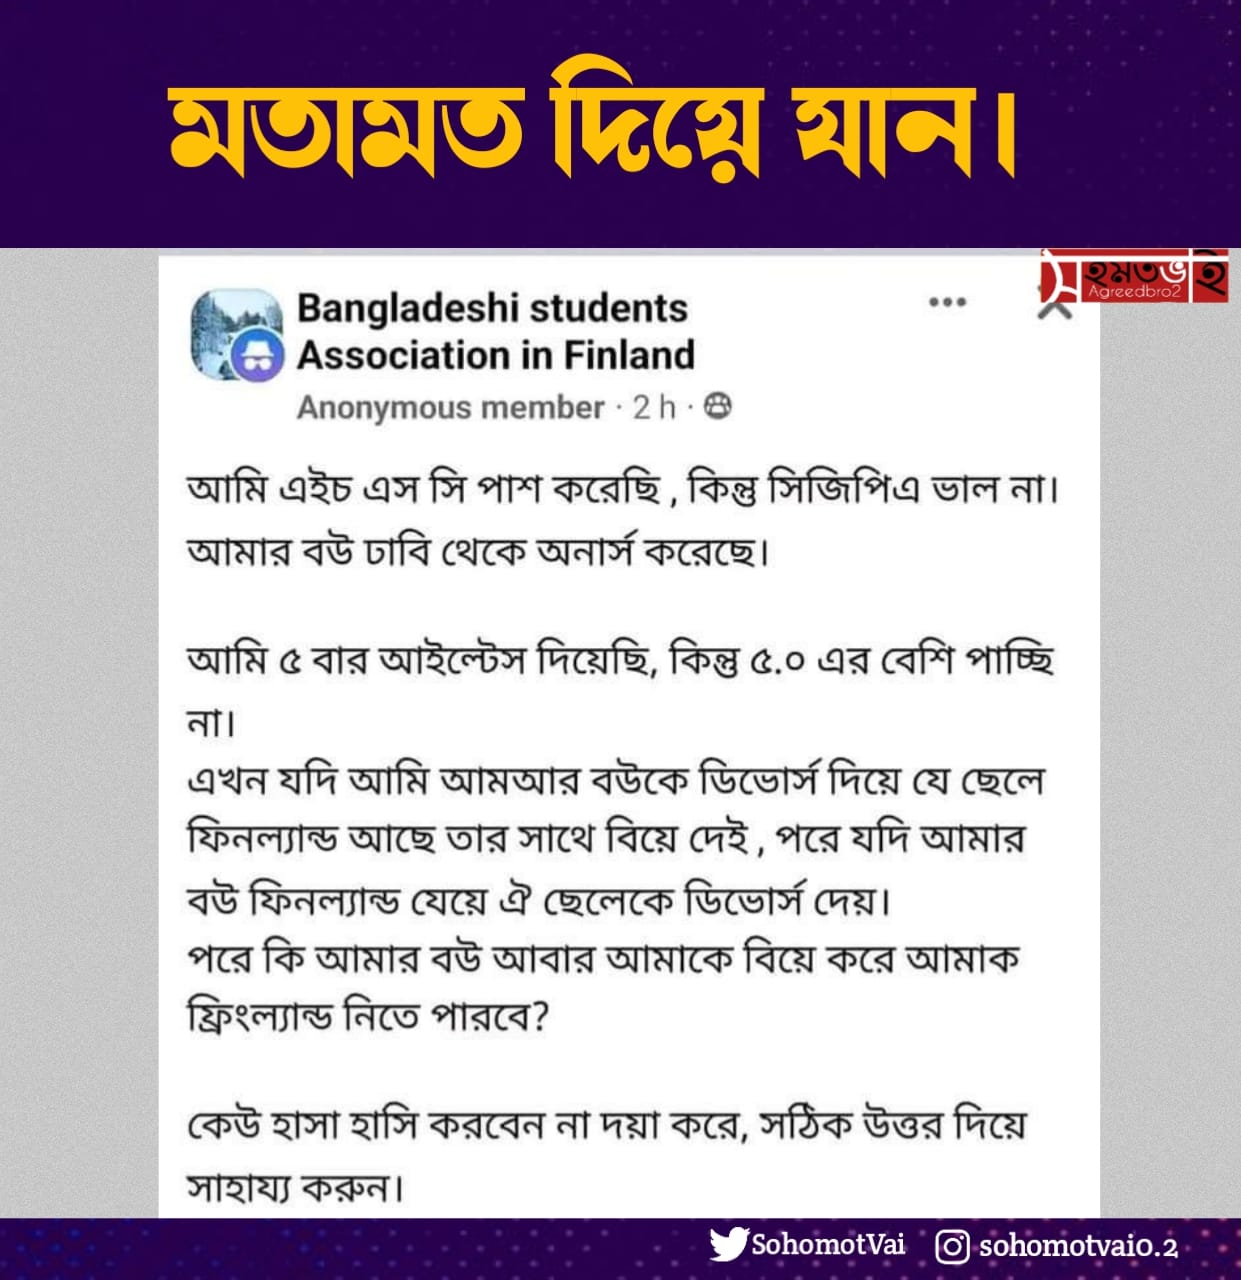 মতামত দিয়ে যান।
সহমতভাই
Agreedbro2
Bangladeshi students
Association in Finland
Anonymous member · 2 h ·
আমি এইচ এস সি পাশ করেছি , কিন্তু সিজিপিএ ভাল না।
আমার বউ ঢাবি থেকে অনার্স করেছে।
আমি ৫ বার আইল্টেস দিয়েছি, কিন্তু ৫.০ এর বেশি পাচ্ছি
না।
এখন যদি আমি আমআর বউকে ডিভোর্স দিয়ে যে ছেলে
ফিনল্যান্ড আছে তার সাথে বিয়ে দেই , পরে যদি আমার
বউ ফিনল্যান্ড যেয়ে ঐ ছেলেকে ডিভোর্স দেয়।
পরে কি আমার বউ আবার আমাকে বিয়ে করে আমাক
ফ্রিংল্যান্ড নিতে পারবে?
কেউ হাসা হাসি করবেন না দয়া করে, সঠিক উত্তর দিয়ে
সাহায্য করুন।
SohomotVai sohomotvaio.2